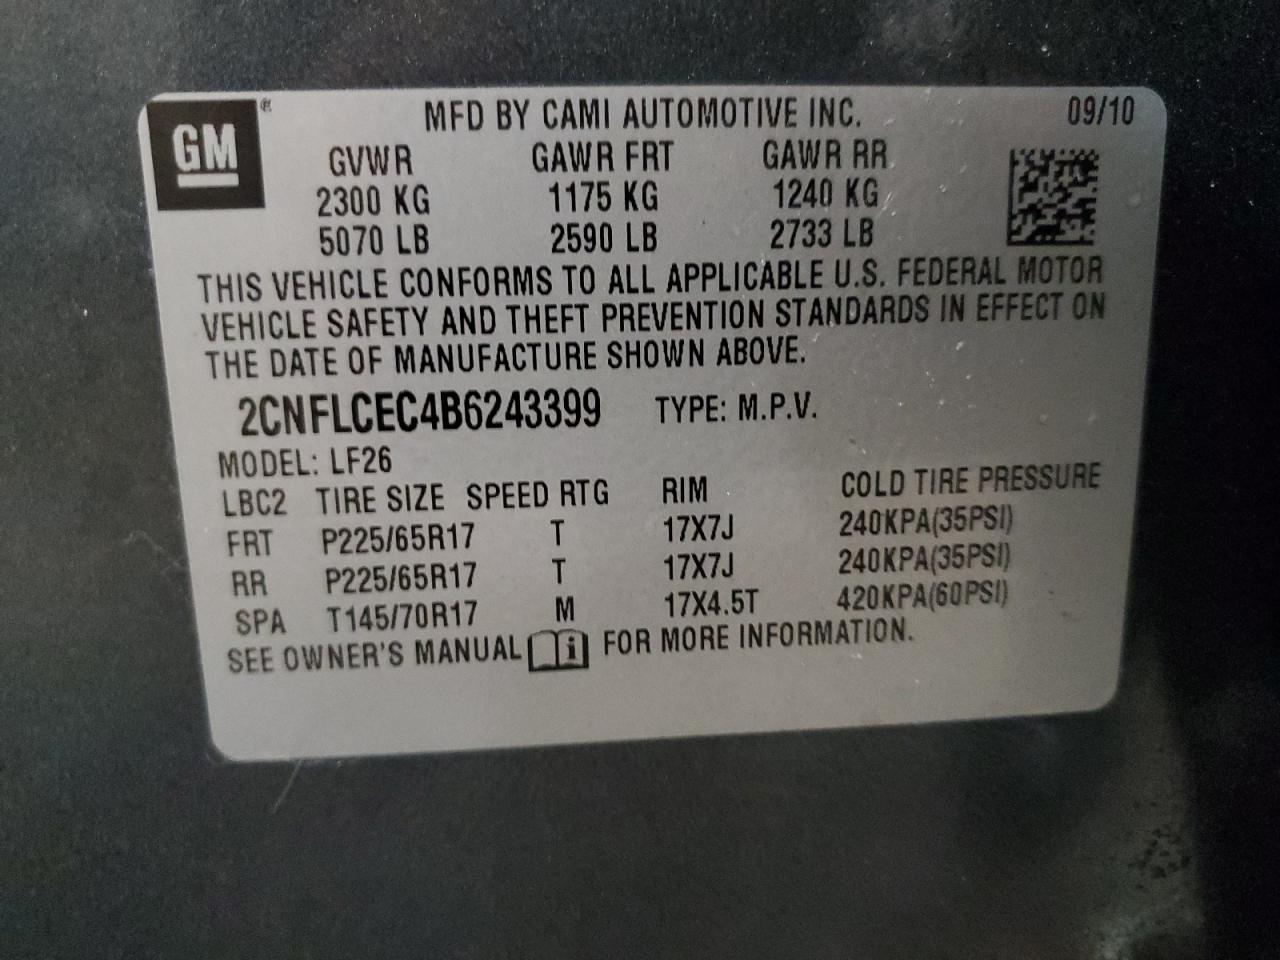 GM ® MFD BY CAMI AUTOMOTIVE INC. 09/10
GVWR GAWR FRT GAWR RR
2300 KG 1175 KG 1240 KG
5070 LB 2590 LB 2733 LB
THIS VEHICLE CONFORMS TO ALL APPLICABLE U.S. FEDERAL MOTOR
VEHICLE SAFETY AND THEFT PREVENTION STANDARDS IN EFFECT ON
THE DATE OF MANUFACTURE SHOWN ABOVE.
2CNFLCEC4B6243399 TYPE: M.P.V.
MODEL: LF26
LBC2 TIRE SIZE SPEED RTG RIM COLD TIRE PRESSURE
FRT P225/65R17 T 17X7J 240KPA(35PSI)
RR P225/65R17 T 17X7J 240KPA(35PSI)
SPA T145/70R17 M 17X4.5T 420KPA(60PSI)
SEE OWNER'S MANUAL i FOR MORE INFORMATION.